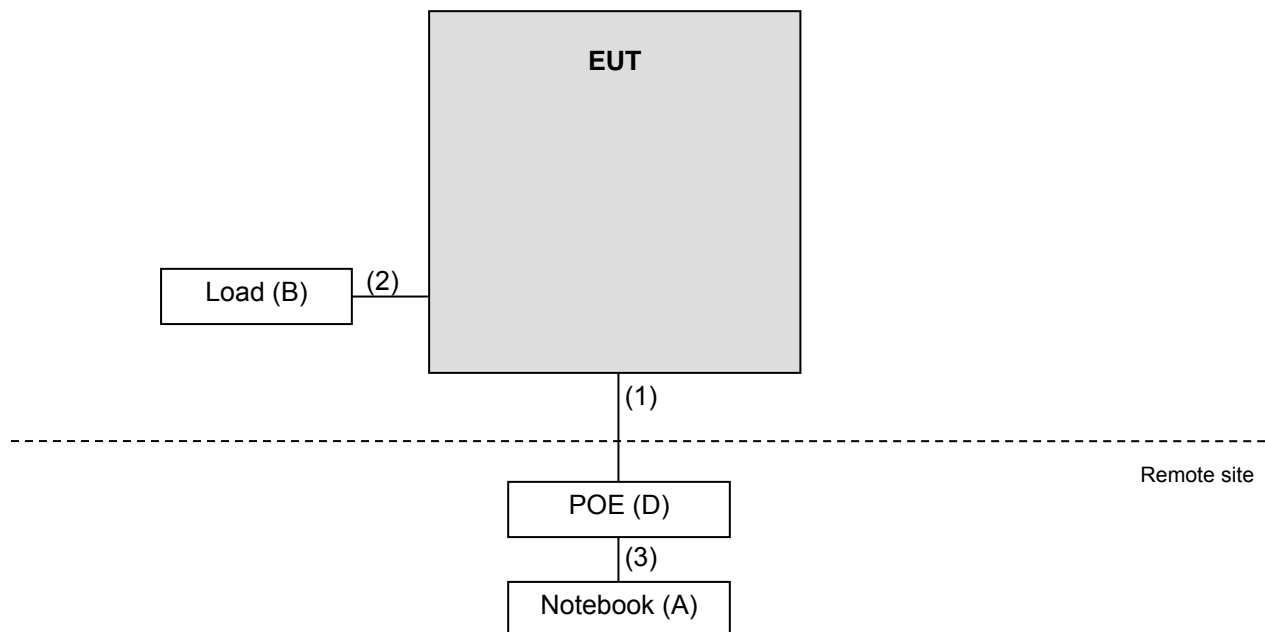 EUT
Load (B)
(2)
(1)
Remote site
POE (D)
(3)
Notebook (A)